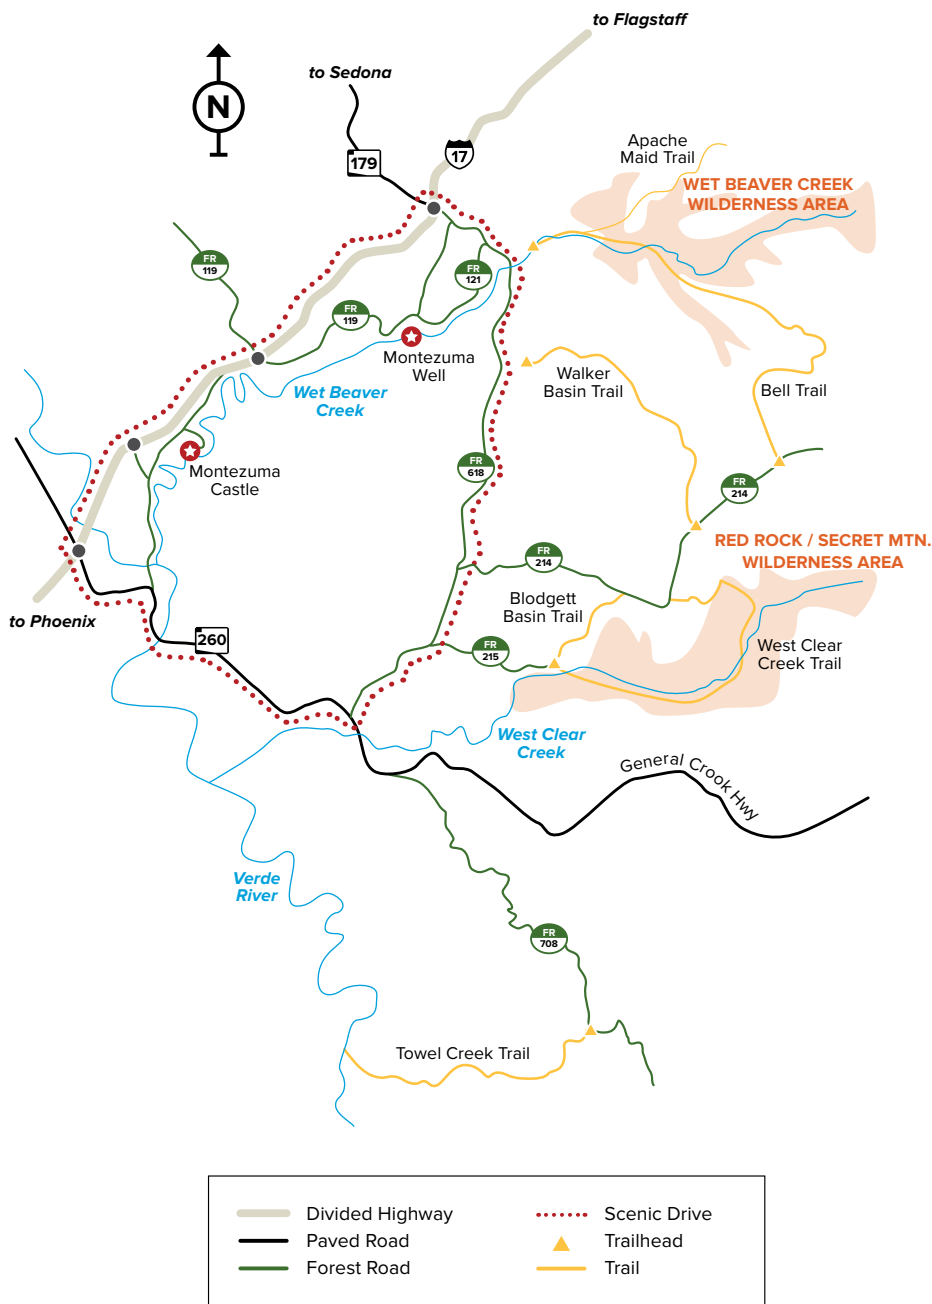 to Flagstaff
to Sedona
N
179
17
Apache
Maid Trail
WET BEAVER CREEK
WILDERNESS AREA
FR
119
FR
121
FR
119
Montezuma
Well
Walker
Basin Trail
Bell Trail
Wet Beaver
Creek
Montezuma
Castle
FR
618
FR
214
RED ROCK / SECRET MTN.
WILDERNESS AREA
FR
214
Blodgett
Basin Trail
to Phoenix
260
FR
215
West Clear
Creek Trail
West Clear
Creek
General Crook Hwy
Verde
River
FR
708
Towel Creek Trail
Divided Highway
Paved Road
Forest Road
Scenic Drive
Trailhead
Trail